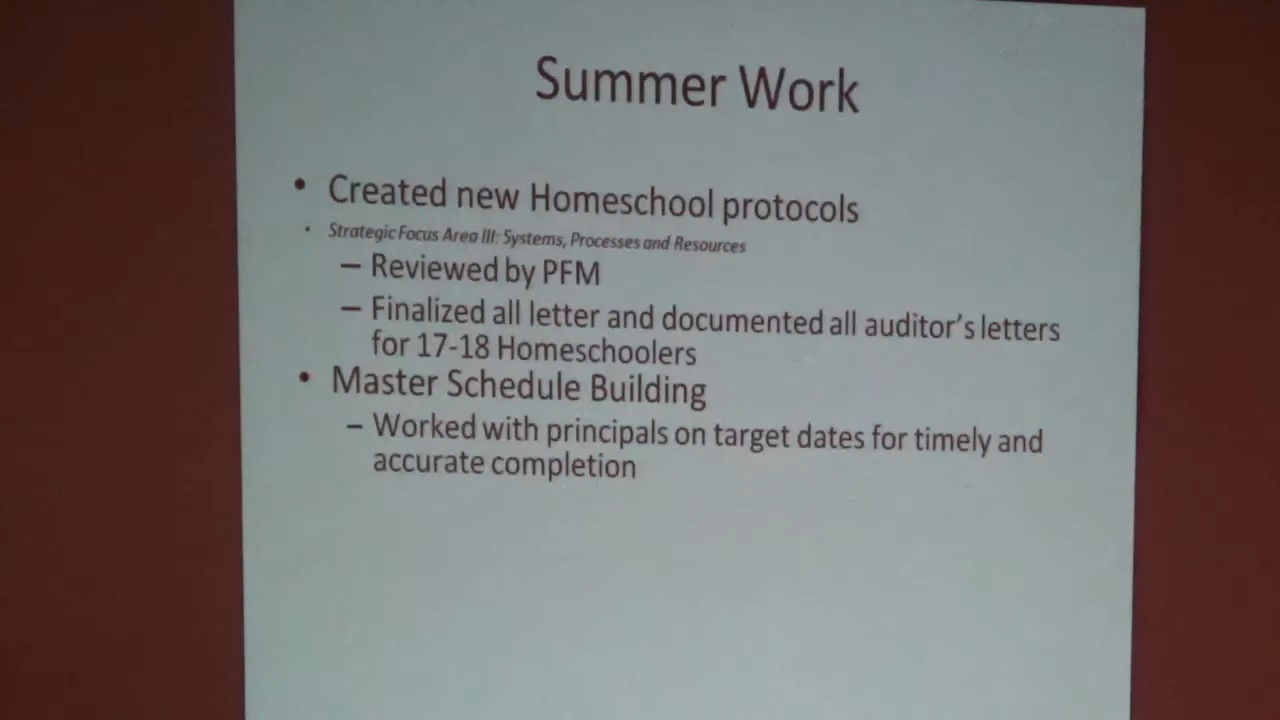 Summer Work
• Created new Homeschool protocols
• Strategic Focus Area III: Systems, Processes and Resources
– Reviewed by PFM
– Finalized all letter and documented all auditor's letters
for 17-18 Homeschoolers
• Master Schedule Building
– Worked with principals on target dates for timely and
accurate completion